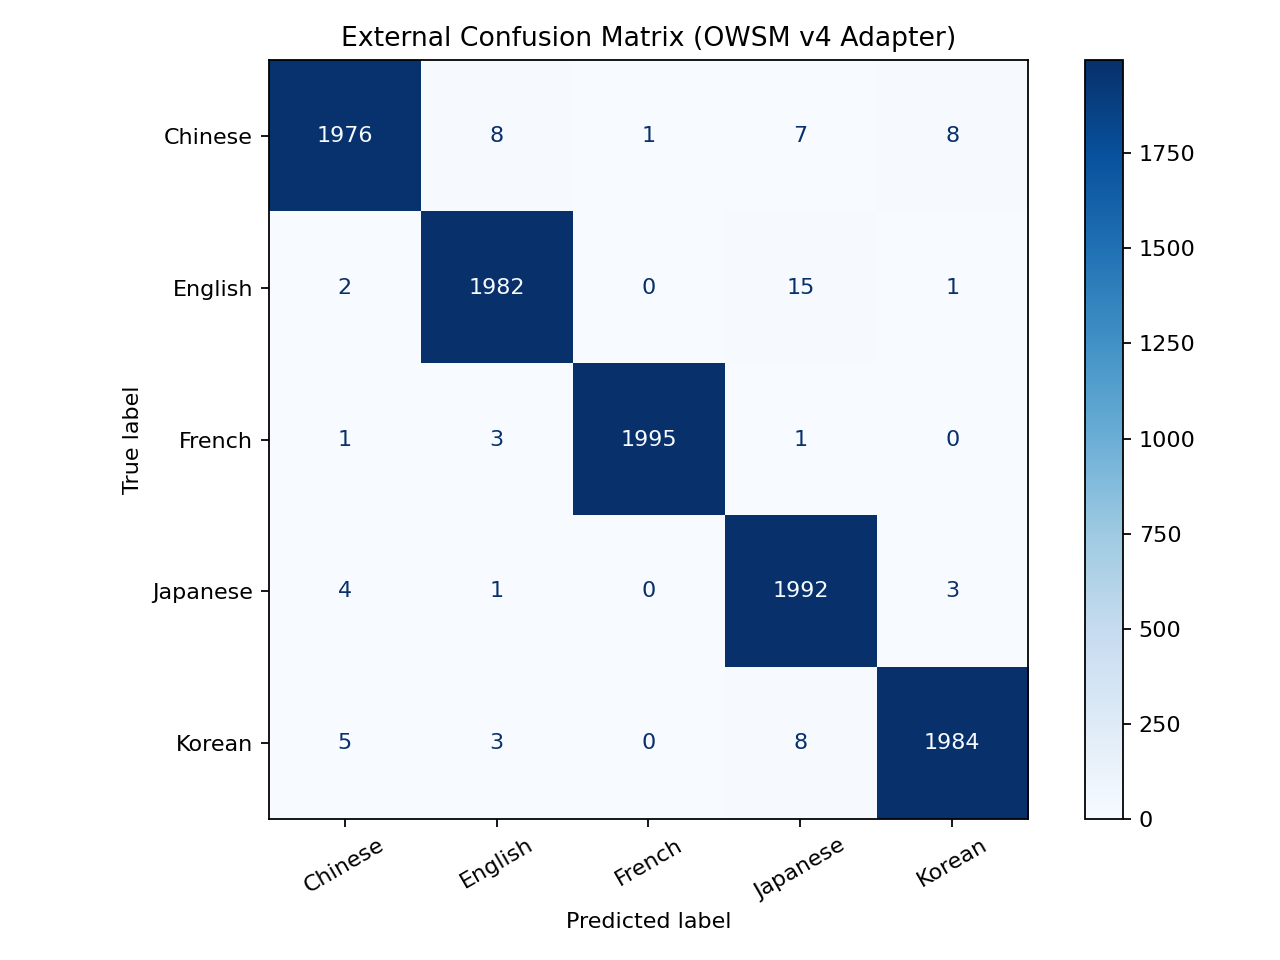 External Confusion Matrix (OWSM v4 Adapter)
Chinese 1976 8 1 7 8
English 2 1982 0 15 1
French 1 3 1995 1 0
Japanese 4 1 0 1992 3
Korean 5 3 0 8 1984
Chinese English French Japanese Korean
Predicted label
True label
1750
1500
1250
1000
750
500
250
0